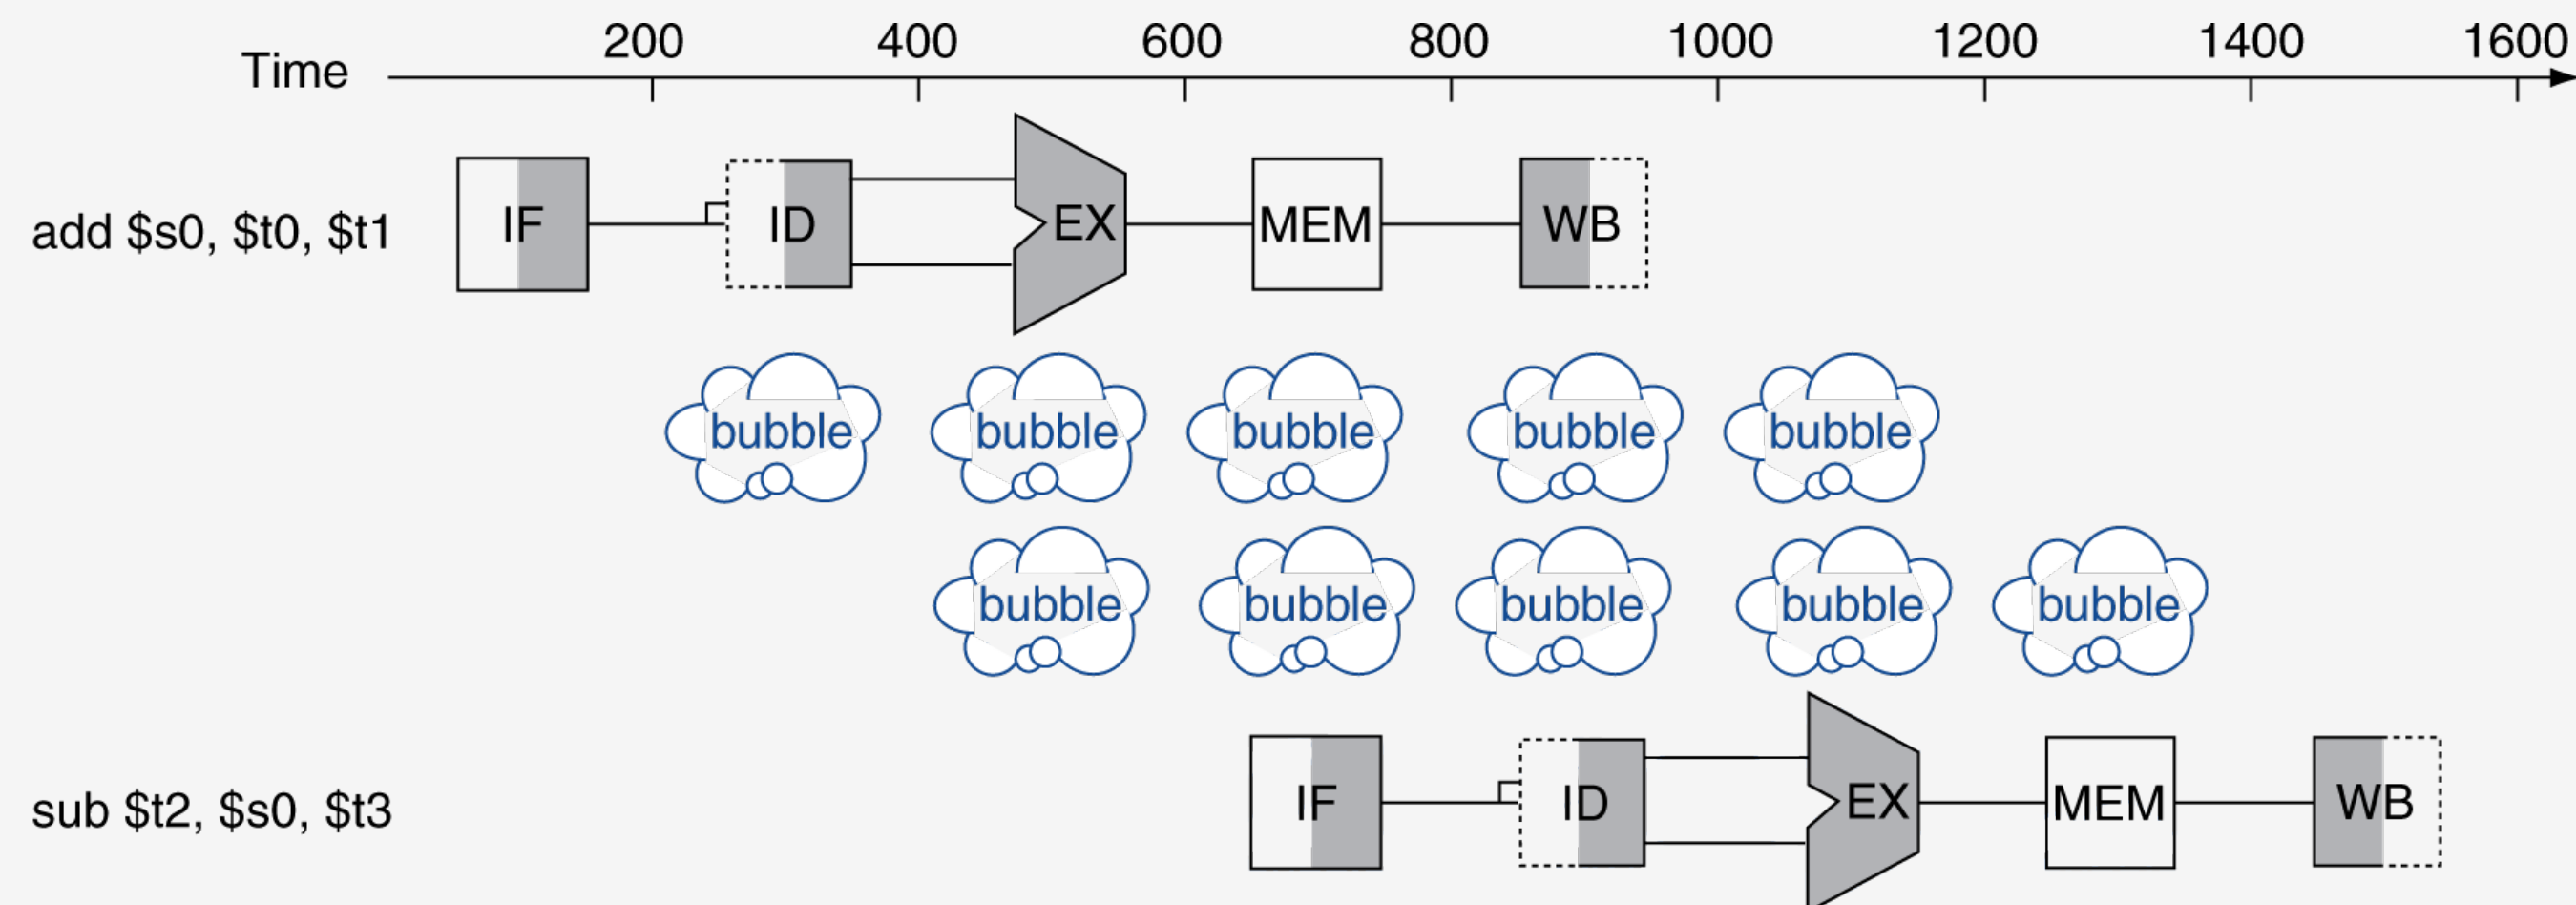 200 400 600 800 1000 1200 1400 1600
Time
add $s0, $t0, $t1 IF ID EX MEM WB
bubble bubble bubble bubble bubble
bubble bubble bubble bubble bubble
sub $t2, $s0, $t3 IF ID EX MEM WB